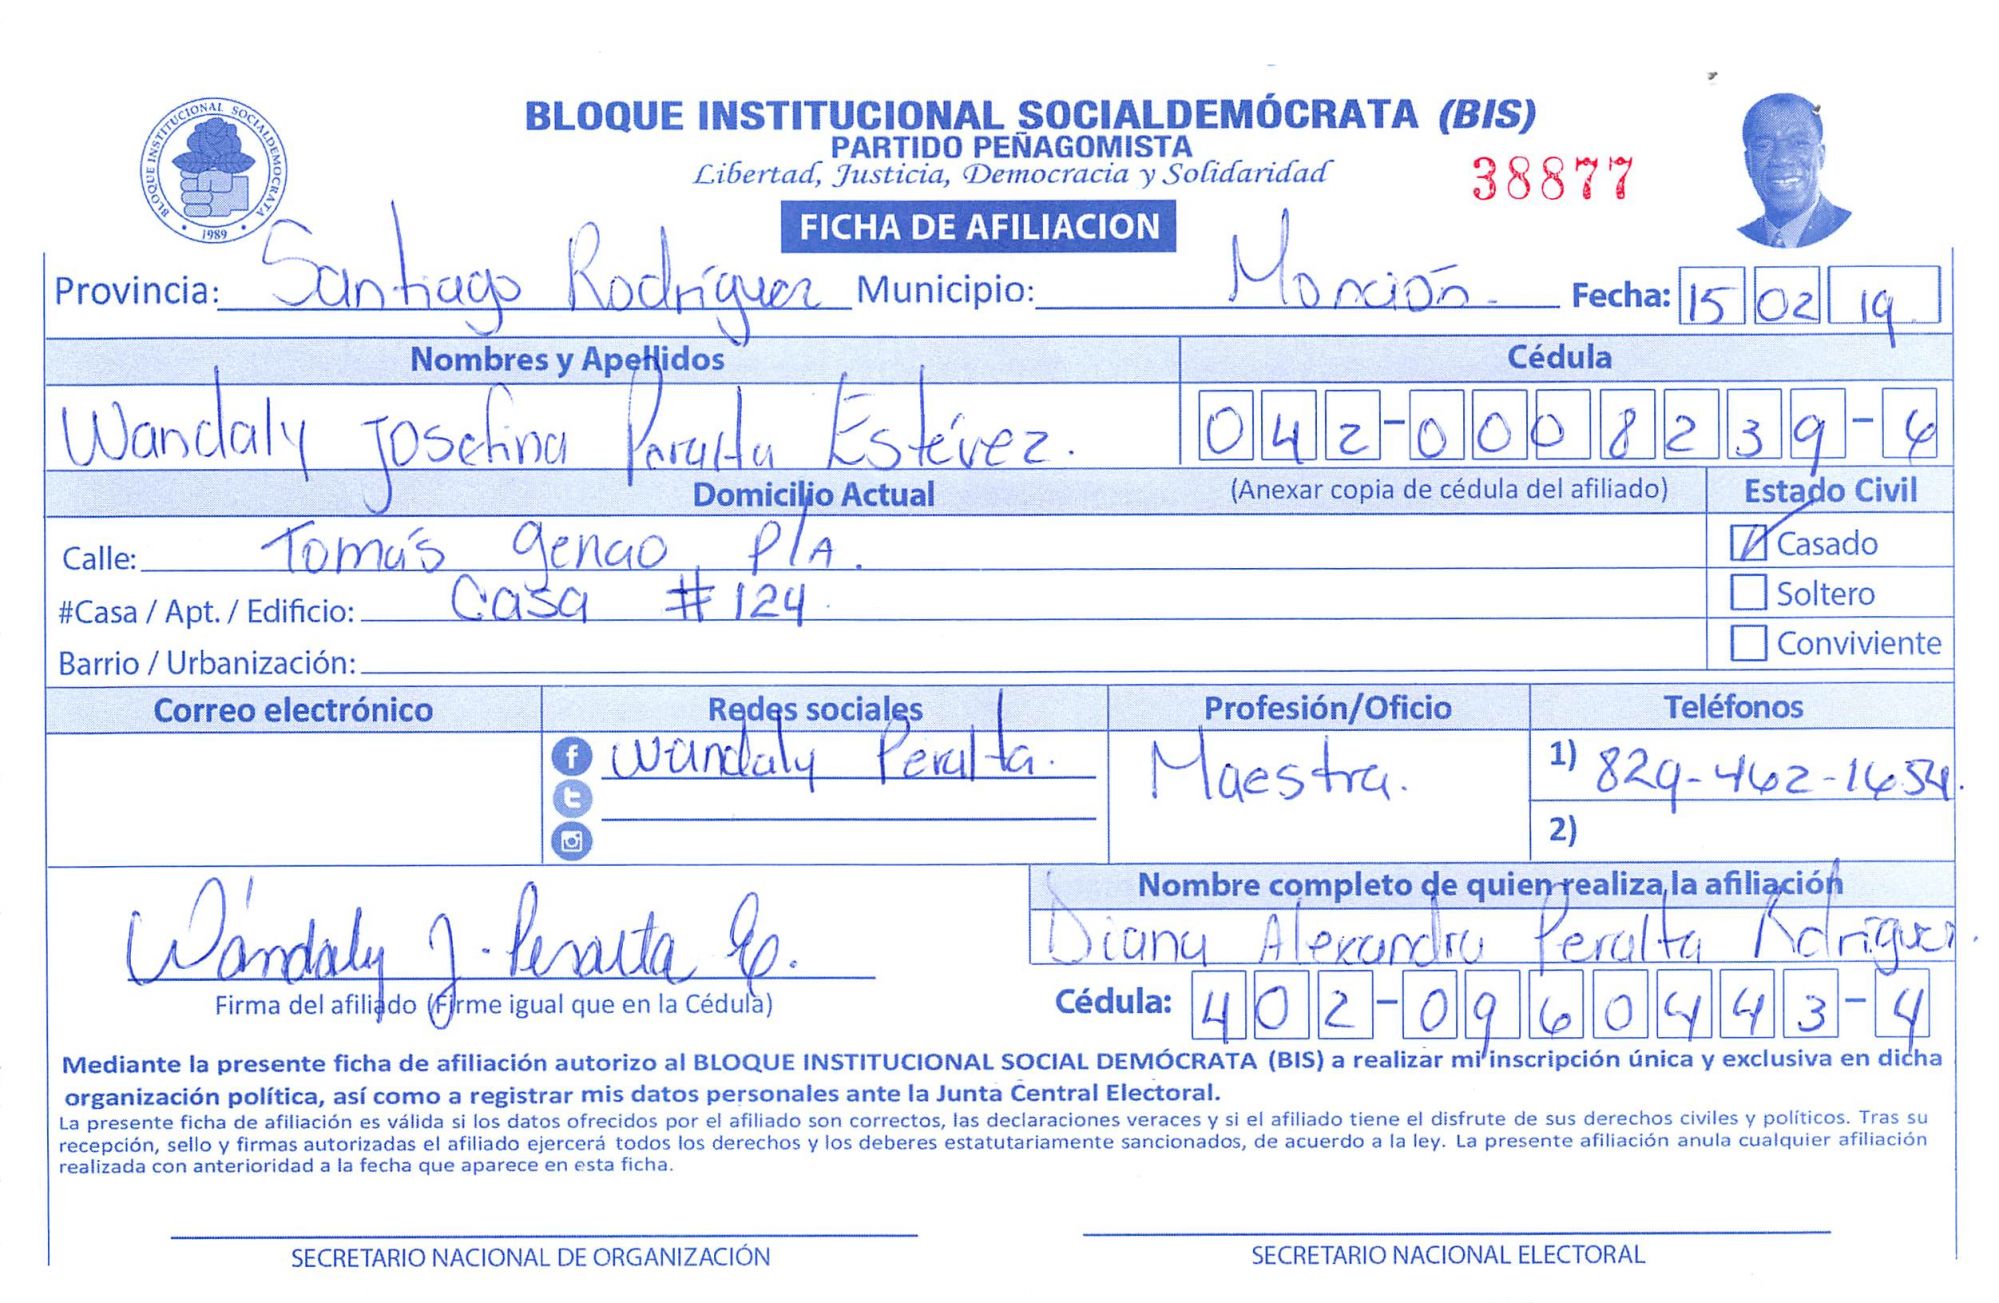 BLOQUE INSTITUCIONAL SOCIALDEMOCRATA
1989
BLOQUE INSTITUCIONAL SOCIALDEMÓCRATA (BIS)
PARTIDO PEÑAGOMISTA
Libertad, Justicia, Democracia y Solidaridad
38877
FICHA DE AFILIACION
Provincia: Santiago Rodríguez Municipio: Monción. Fecha: 15 02 19
Nombres y Apellidos Cédula
Wandaly Josefina Peralta Estévez. 042-0008239-6
Domicilio Actual (Anexar copia de cédula del afiliado) Estado Civil
Calle: Tomás Genao P/A. Casado
#Casa / Apt. / Edificio: Casa #124. Soltero
Barrio / Urbanización: Conviviente
Correo electrónico Redes sociales Profesión/Oficio Teléfonos
Wandaly Peralta. Maestra. 1) 829-462-1654.
2)
Nombre completo de quien realiza la afiliación
Wandaly J. Peralta E. Diana Alexandra Peralta Rodríguez.
Firma del afiliado (Firme igual que en la Cédula) Cédula: 402-0960443-4
Mediante la presente ficha de afiliación autorizo al BLOQUE INSTITUCIONAL SOCIAL DEMÓCRATA (BIS) a realizar mi inscripción única y exclusiva en dicha
organización política, así como a registrar mis datos personales ante la Junta Central Electoral.
La presente ficha de afiliación es válida si los datos ofrecidos por el afiliado son correctos, las declaraciones veraces y si el afiliado tiene el disfrute de sus derechos civiles y políticos. Tras su
recepción, sello y firmas autorizadas el afiliado ejercerá todos los derechos y los deberes estatutariamente sancionados, de acuerdo a la ley. La presente afiliación anula cualquier afiliación
realizada con anterioridad a la fecha que aparece en esta ficha.
SECRETARIO NACIONAL DE ORGANIZACIÓN SECRETARIO NACIONAL ELECTORAL